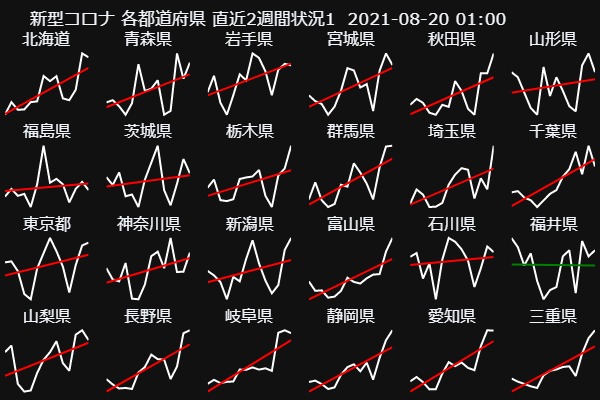 新型コロナ 各都道府県 直近2週間状況1 2021-08-20 01:00
北海道 青森県 岩手県 宮城県 秋田県 山形県
福島県 茨城県 栃木県 群馬県 埼玉県 千葉県
東京都 神奈川県 新潟県 富山県 石川県 福井県
山梨県 長野県 岐阜県 静岡県 愛知県 三重県